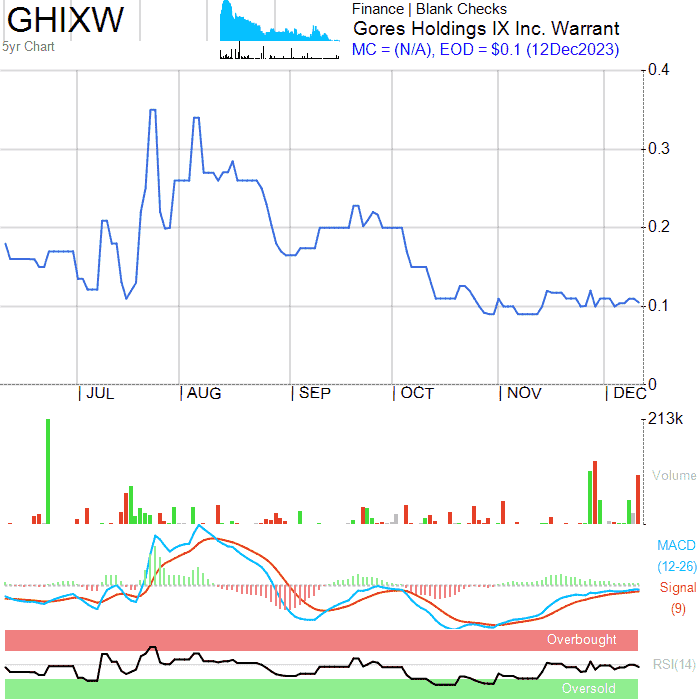 GHIXW
5yr Chart
Finance | Blank Checks
Gores Holdings IX Inc. Warrant
MC = (N/A), EOD = $0.1 (12Dec2023)
0.4
0.3
0.2
0.1
0
| JUL | AUG | SEP | OCT | NOV | DEC
213k
Volume
MACD
(12-26)
Signal
(9)
Overbought
RSI(14)
Oversold